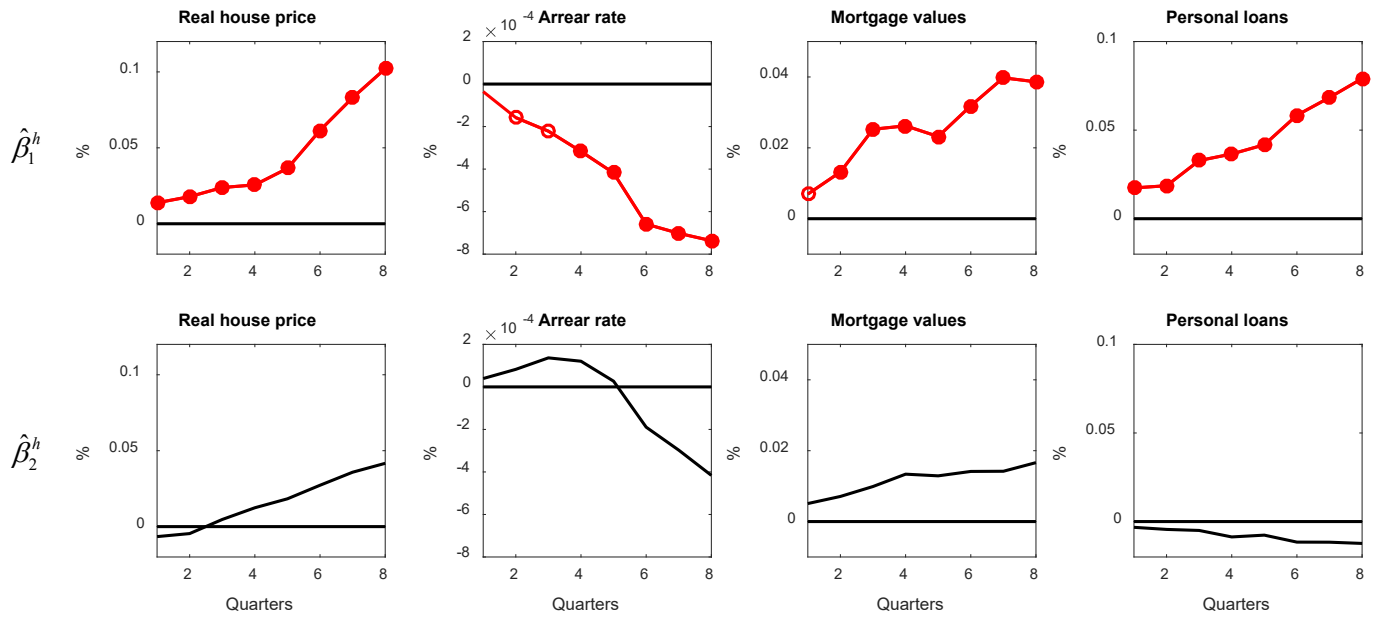 Real house price
× 10 -4 Arrear rate
Mortgage values
Personal loans
β̂₁ʰ
%
0.1
0.05
0
2 4 6 8
%
2
0
-2
-4
-6
-8
2 4 6 8
%
0.04
0.02
0
2 4 6 8
%
0.1
0.05
0
2 4 6 8
Real house price
× 10 -4 Arrear rate
Mortgage values
Personal loans
β̂₂ʰ
%
0.1
0.05
0
2 4 6 8
Quarters
%
2
0
-2
-4
-6
-8
2 4 6 8
Quarters
%
0.04
0.02
0
2 4 6 8
Quarters
%
0.1
0.05
0
2 4 6 8
Quarters